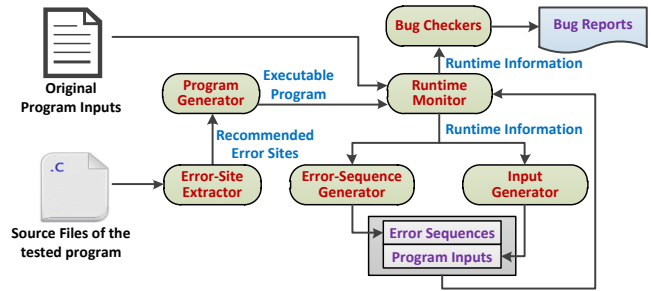 Bug Checkers
Bug Reports
Runtime Information
Original
Program Inputs
Program
Generator
Executable
Program
Runtime
Monitor
Recommended
Error Sites
Runtime Information
.C
Error-Site
Extractor
Error-Sequence
Generator
Input
Generator
Source Files of the
tested program
Error Sequences
Program Inputs